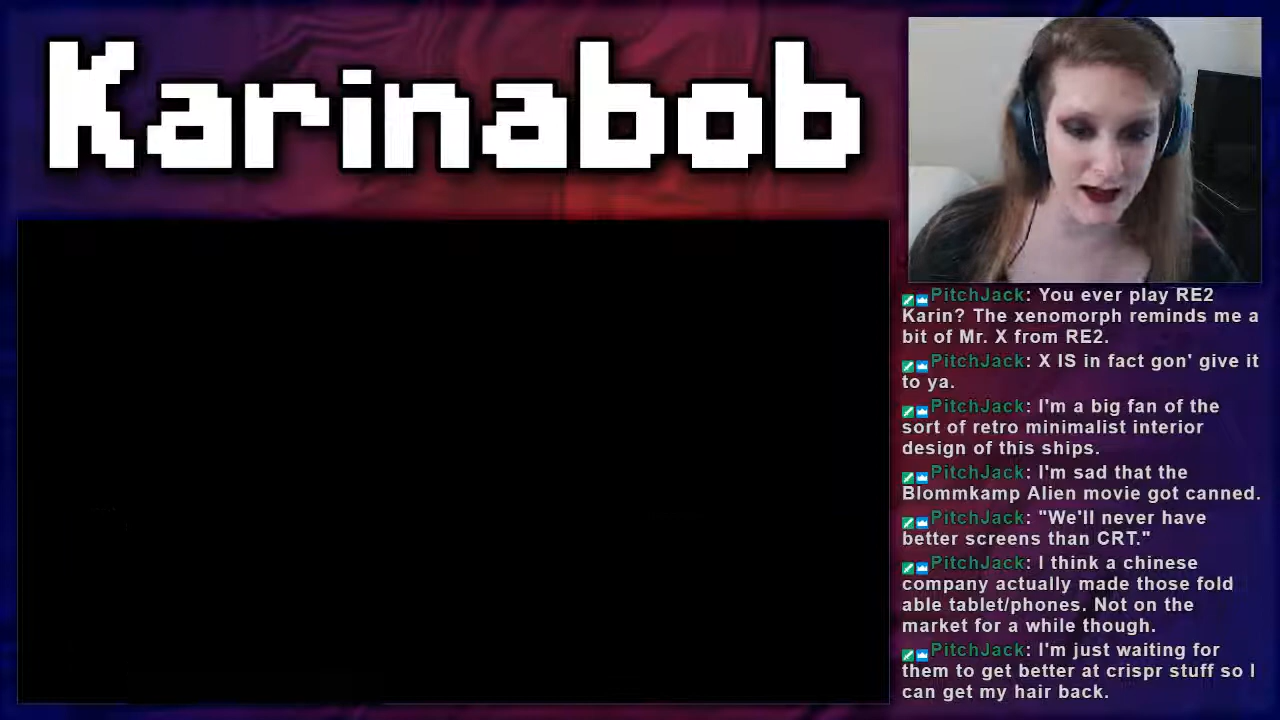 Karinabob
PitchJack: You ever play RE2
Karin? The xenomorph reminds me a
bit of Mr. X from RE2.
PitchJack: X IS in fact gon' give it
to ya.
PitchJack: I'm a big fan of the
sort of retro minimalist interior
design of this ships.
PitchJack: I'm sad that the
Blommkamp Alien movie got canned.
PitchJack: "We'll never have
better screens than CRT."
PitchJack: I think a chinese
company actually made those fold
able tablet/phones. Not on the
market for a while though.
PitchJack: I'm just waiting for
them to get better at crispr stuff so I
can get my hair back.